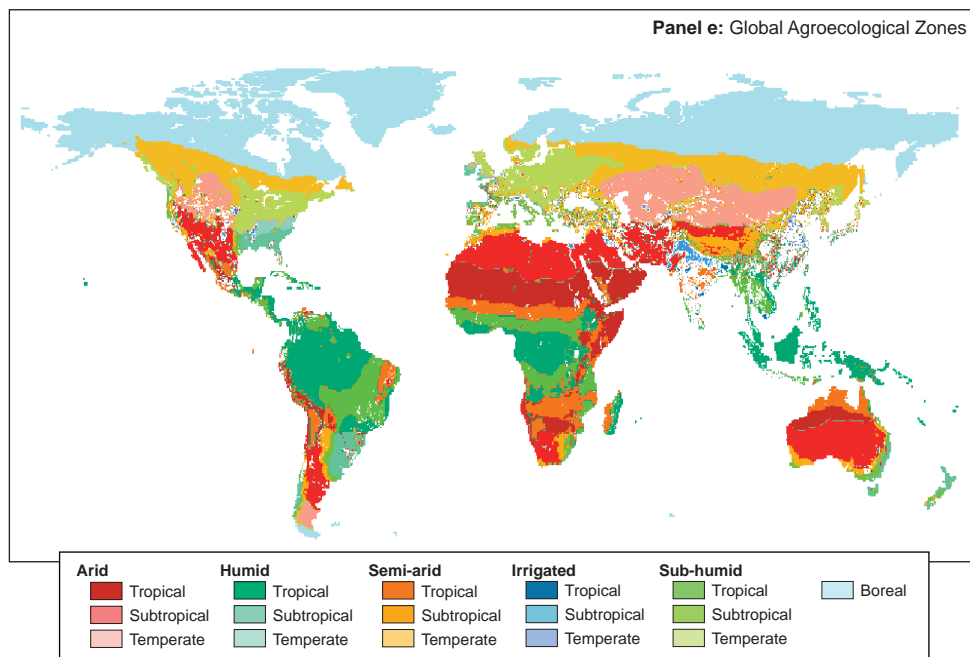 Panel e: Global Agroecological Zones
Arid Humid Semi-arid Irrigated Sub-humid
Tropical Tropical Tropical Tropical Tropical Boreal
Subtropical Subtropical Subtropical Subtropical Subtropical
Temperate Temperate Temperate Temperate Temperate